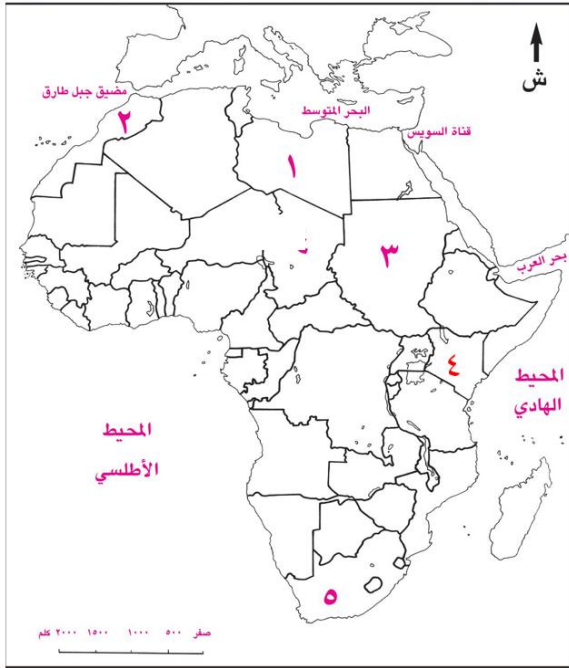 ش
مضيق جبل طارق
٢
البحر المتوسط
قناة السويس
١
٣
بحر العرب
٤
المحيط
الهادي
المحيط
الأطلسي
٥
صفر ٥٠٠ ١٠٠٠ ١٥٠٠ ٢٠٠٠ كلم